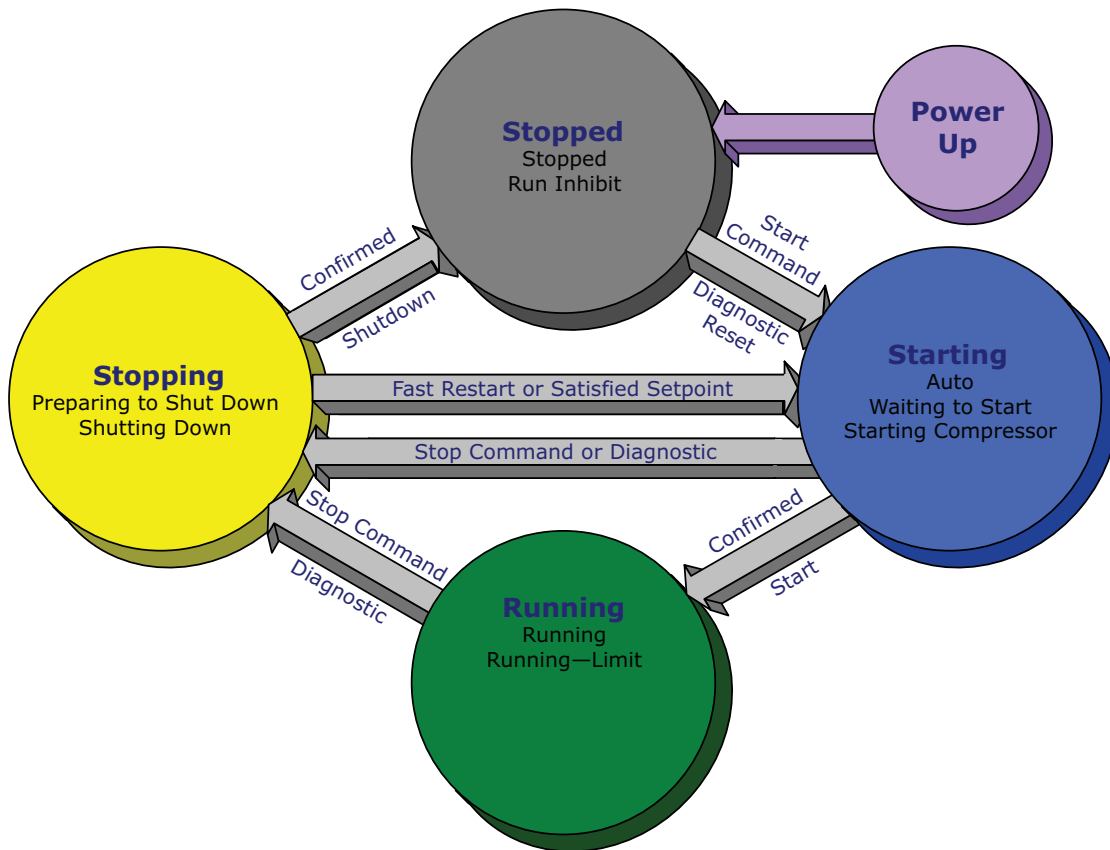 Power
Up
Stopped
Stopped
Run Inhibit
Confirmed
Shutdown
Start
Command
Diagnostic
Reset
Stopping
Preparing to Shut Down
Shutting Down
Fast Restart or Satisfied Setpoint
Stop Command or Diagnostic
Starting
Auto
Waiting to Start
Starting Compressor
Stop Command
Diagnostic
Confirmed
Start
Running
Running
Running—Limit